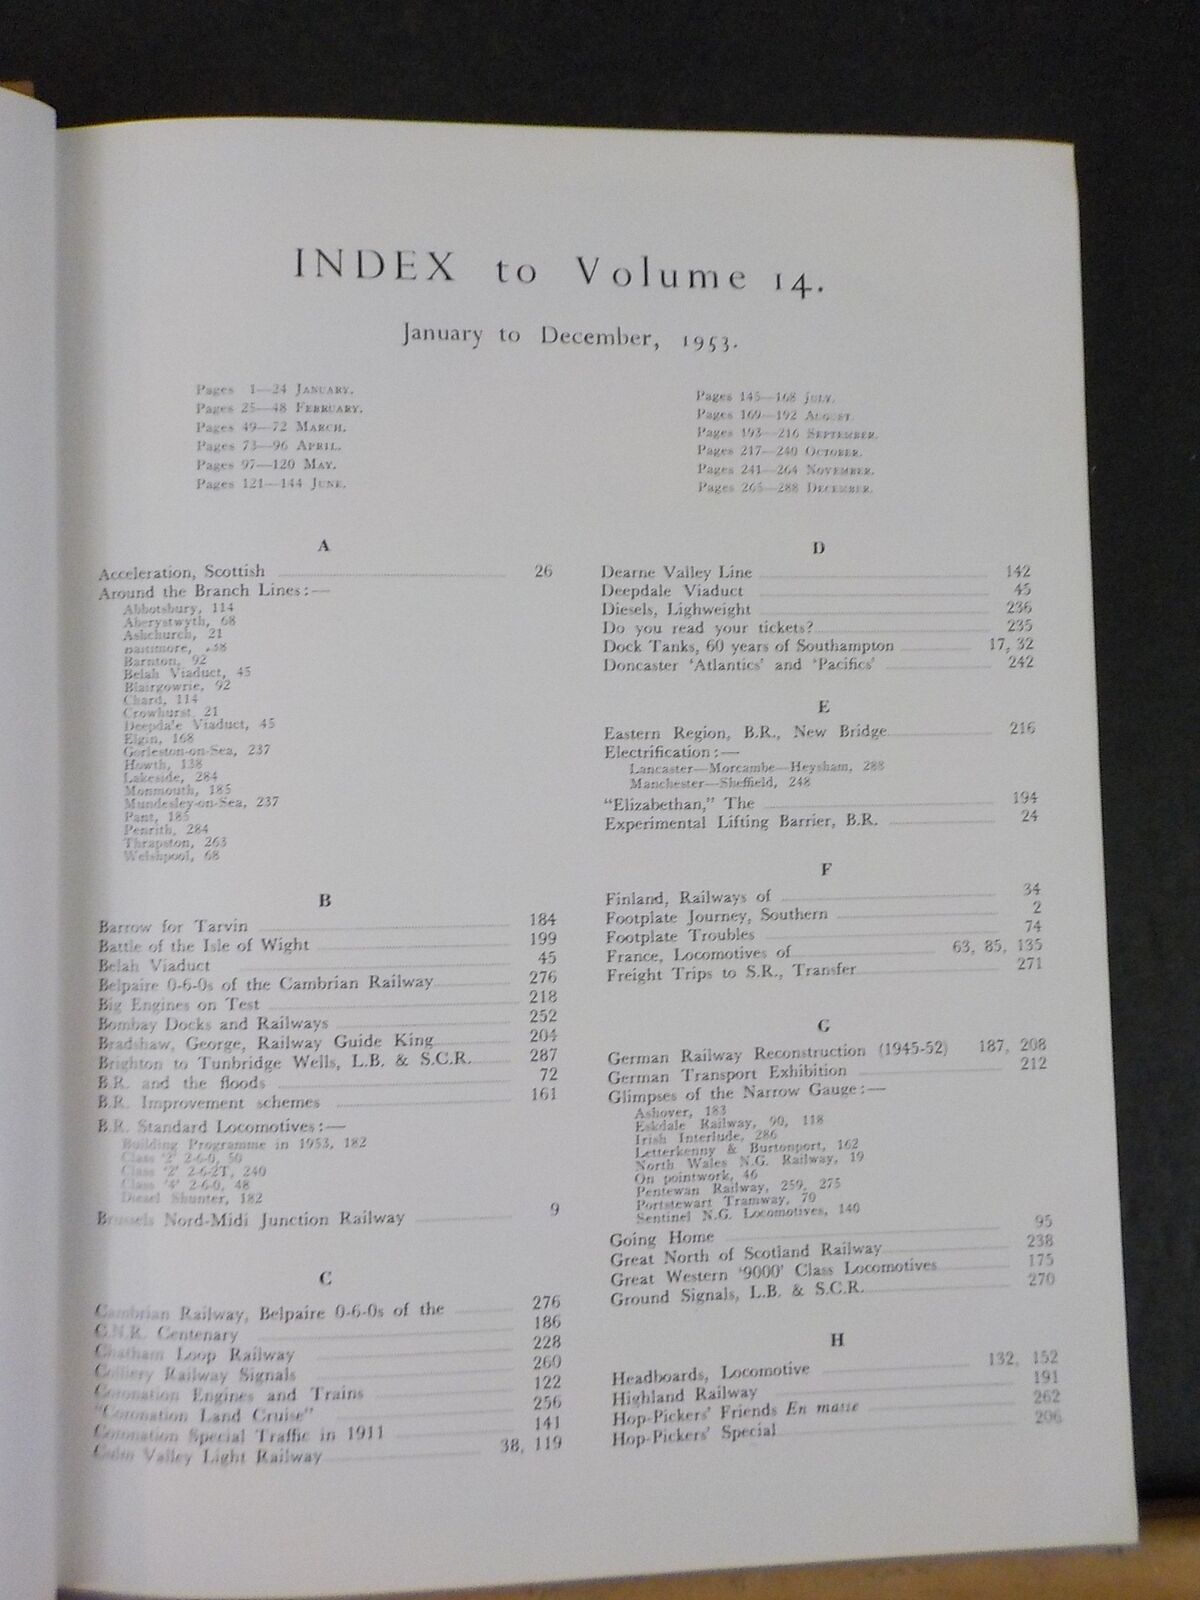 INDEX to Volume 14.
January to December, 1953.
Pages 1—24 JANUARY.
Pages 25—48 FEBRUARY.
Pages 49—72 MARCH.
Pages 73—96 APRIL.
Pages 97—120 MAY.
Pages 121—144 JUNE.
Pages 145—168 JULY.
Pages 169—192 AUGUST.
Pages 193—216 SEPTEMBER.
Pages 217—240 OCTOBER.
Pages 241—264 NOVEMBER.
Pages 265—288 DECEMBER.
A
Acceleration, Scottish 26
Around the Branch Lines:—
Abbotsbury, 114
Aberystwyth, 68
Ashchurch, 21
Baltimore,
Barnton, 92
Belah Viaduct, 45
Blairgowrie, 92
Chard, 114
Crowhurst 21
Deepdale Viaduct, 45
Elgin, 168
Gorleston-on-Sea, 237
Howth, 138
Lakeside, 284
Monmouth, 185
Mundesley-on-Sea, 237
Pant, 185
Penrith, 284
Thrapston, 263
Welshpool, 68
B
Barrow for Tarvin 184
Battle of the Isle of Wight 199
Belah Viaduct 45
Belpaire 0-6-0s of the Cambrian Railway 276
Big Engines on Test 218
Bombay Docks and Railways 252
Bradshaw, George, Railway Guide King 204
Brighton to Tunbridge Wells, L.B. & S.C.R. 287
B.R. and the floods 72
B.R. Improvement schemes 161
B.R. Standard Locomotives:—
Building Programme in 1953, 182
Class '2' 2-6-0, 50
Class '2' 2-6-2T, 240
Class '4' 2-6-0, 48
Diesel Shunter, 182
Brussels Nord-Midi Junction Railway 9
C
Cambrian Railway, Belpaire 0-6-0s of the 276
G.N.R. Centenary 186
Chatham Loop Railway 228
Colliery Railway Signals 260
Coronation Engines and Trains 122
"Coronation Land Cruise" 256
Coronation Special Traffic in 1911 141
Culm Valley Light Railway 38, 119
D
Dearne Valley Line 142
Deepdale Viaduct 45
Diesels, Lighweight 236
Do you read your tickets? 235
Dock Tanks, 60 years of Southampton 17, 32
Doncaster 'Atlantics' and 'Pacifics' 242
E
Eastern Region, B.R., New Bridge 216
Electrification:—
Lancaster—Morcambe—Heysham, 288
Manchester—Sheffield, 248
"Elizabethan," The 194
Experimental Lifting Barrier, B.R. 24
F
Finland, Railways of 34
Footplate Journey, Southern 2
Footplate Troubles 74
France, Locomotives of 63, 85, 135
Freight Trips to S.R., Transfer 271
G
German Railway Reconstruction (1945-52) 187, 208
German Transport Exhibition 212
Glimpses of the Narrow Gauge:—
Ashover, 183
Eskdale Railway, 90, 118
Irish Interlude, 286
Letterkenny & Burtonport, 162
North Wales N.G. Railway, 19
On pointwork, 46
Pentewan Railway, 259, 275
Portstewart Tramway, 79
Sentinel N.G. Locomotives, 140
Going Home 95
Great North of Scotland Railway 238
Great Western '9000' Class Locomotives 175
Ground Signals, L.B. & S.C.R. 270
H
Headboards, Locomotive 132, 152
Highland Railway 191
Hop-Pickers' Friends En masse 262
Hop-Pickers' Special 206